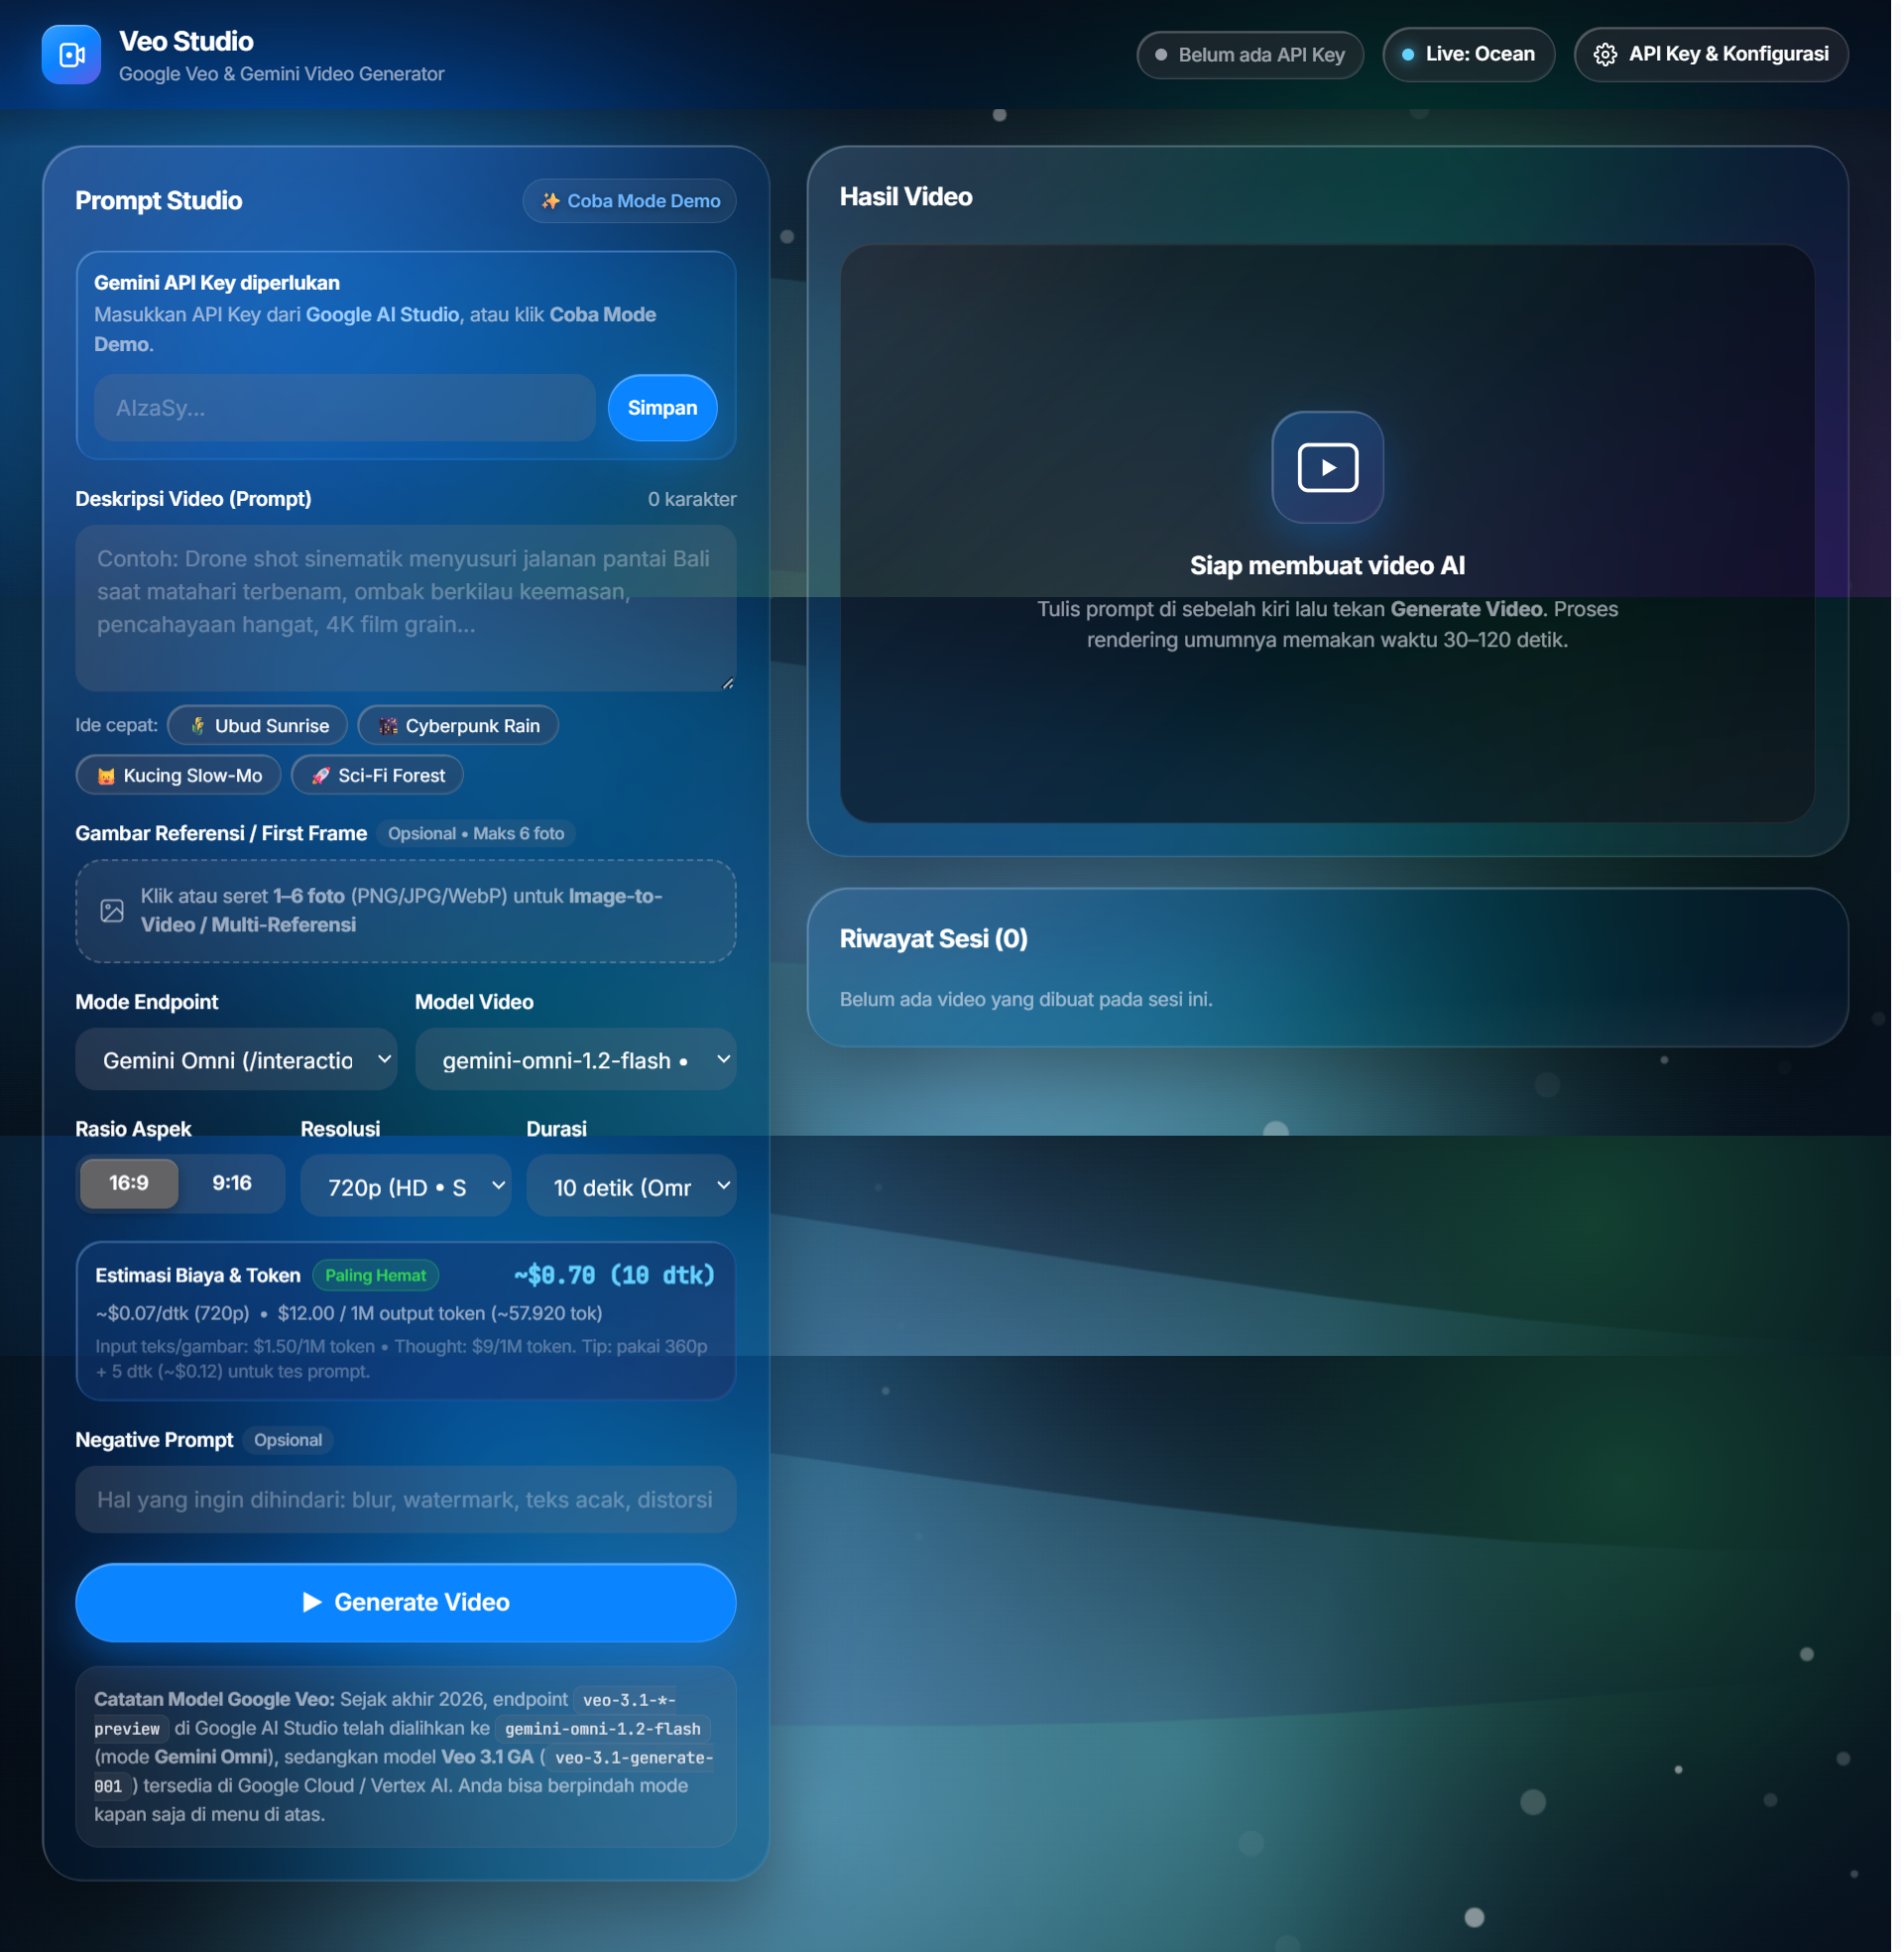 Veo Studio
Google Veo & Gemini Video Generator
Belum ada API Key
Live: Ocean
API Key & Konfigurasi
Prompt Studio
✨ Coba Mode Demo
Gemini API Key diperlukan
Masukkan API Key dari Google AI Studio, atau klik Coba Mode
Demo.
AIzaSy...
Simpan
Deskripsi Video (Prompt)
0 karakter
Contoh: Drone shot sinematik menyusuri jalanan pantai Bali
saat matahari terbenam, ombak berkilau keemasan,
pencahayaan hangat, 4K film grain...
Ide cepat:
🌾 Ubud Sunrise
🌆 Cyberpunk Rain
🐱 Kucing Slow-Mo
🚀 Sci-Fi Forest
Gambar Referensi / First Frame
Opsional • Maks 6 foto
Klik atau seret 1–6 foto (PNG/JPG/WebP) untuk Image-to-
Video / Multi-Referensi
Mode Endpoint
Model Video
Gemini Omni (/interactio
gemini-omni-1.2-flash •
Rasio Aspek
Resolusi
Durasi
16:9
9:16
720p (HD • S
10 detik (Omr
Estimasi Biaya & Token
Paling Hemat
~$0.70 (10 dtk)
~$0.07/dtk (720p) • $12.00 / 1M output token (~57.920 tok)
Input teks/gambar: $1.50/1M token • Thought: $9/1M token. Tip: pakai 360p
+ 5 dtk (~$0.12) untuk tes prompt.
Negative Prompt
Opsional
Hal yang ingin dihindari: blur, watermark, teks acak, distorsi
▶ Generate Video
Catatan Model Google Veo: Sejak akhir 2026, endpoint veo-3.1-*-
preview di Google AI Studio telah dialihkan ke gemini-omni-1.2-flash
(mode Gemini Omni), sedangkan model Veo 3.1 GA ( veo-3.1-generate-
001 ) tersedia di Google Cloud / Vertex AI. Anda bisa berpindah mode
kapan saja di menu di atas.
Hasil Video
Siap membuat video AI
Tulis prompt di sebelah kiri lalu tekan Generate Video. Proses
rendering umumnya memakan waktu 30–120 detik.
Riwayat Sesi (0)
Belum ada video yang dibuat pada sesi ini.